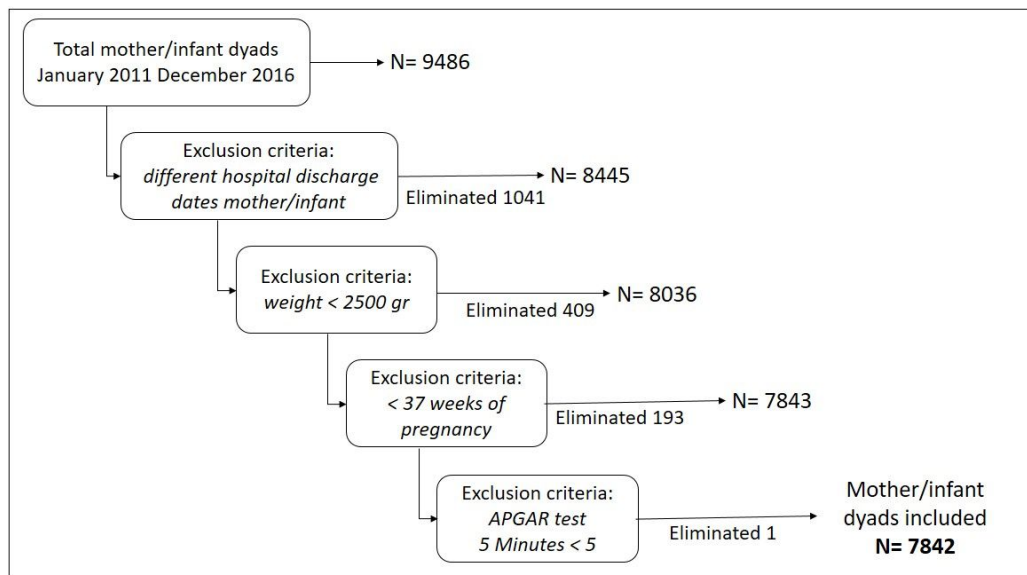 Total mother/infant dyads
January 2011 December 2016
N= 9486
Exclusion criteria:
different hospital discharge
dates mother/infant
Eliminated 1041
N= 8445
Exclusion criteria:
weight < 2500 gr
Eliminated 409
N= 8036
Exclusion criteria:
< 37 weeks of
pregnancy
Eliminated 193
N= 7843
Exclusion criteria:
APGAR test
5 Minutes < 5
Eliminated 1
Mother/infant
dyads included
N= 7842